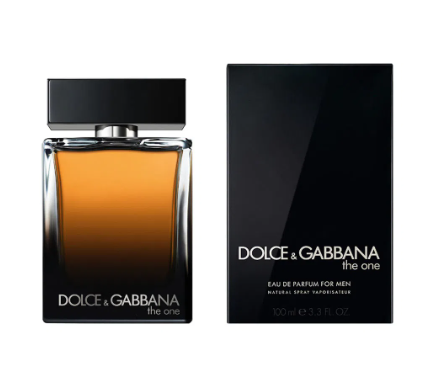 DOLCE & GABBANA
the one
DOLCE & GABBANA
the one
EAU DE PARFUM FOR MEN
NATURAL SPRAY VAPORISATEUR
100 ml ℮ 3.3 FL. OZ.